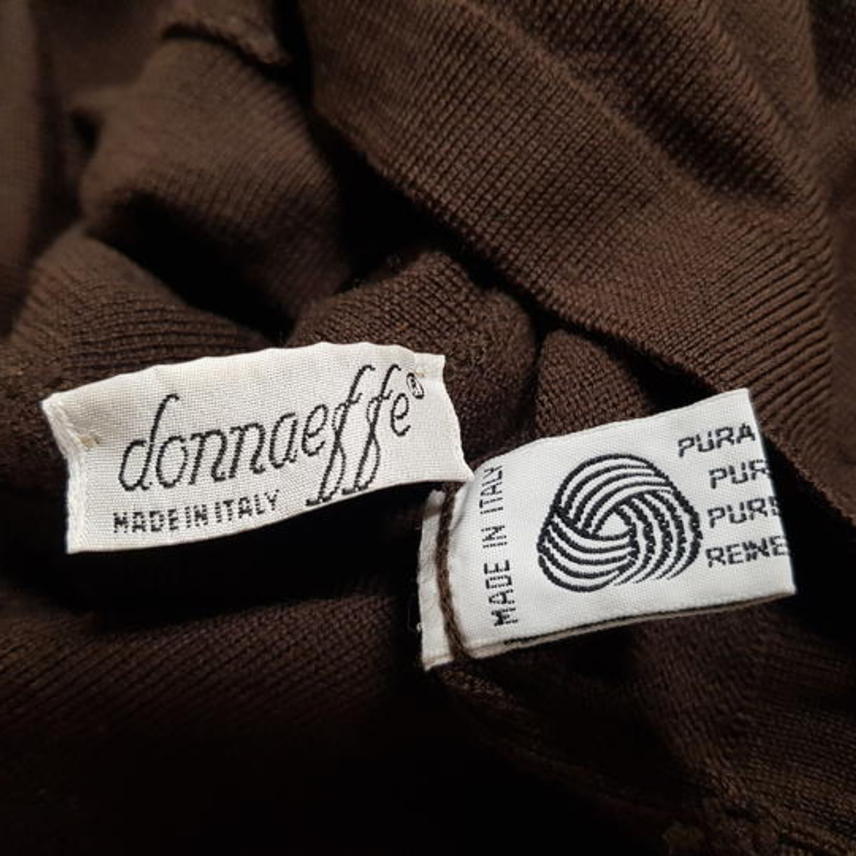 donnaeffe®
MADE IN ITALY
MADE IN ITALY
PURA
PUR
PURE
REINE